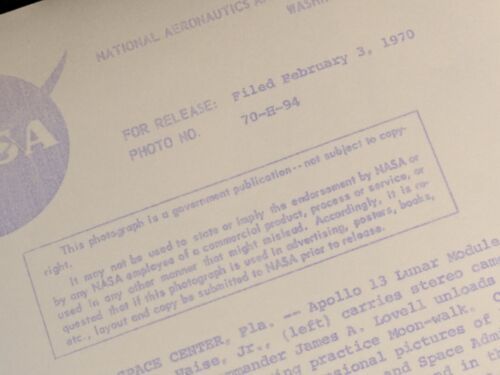 NATIONAL AERONAUTICS
FOR RELEASE: Filed February 3, 1970
PHOTO NO. 70-H-94
This photograph is a government publication--not subject to copy-
right.
It may not be used to state or imply the endorsement by NASA or
by any NASA employee of a commercial product, process or service, or
used in any other manner that might mislead. Accordingly, it is re-
quested that if this photograph is used in advertising, posters, books,
etc., layout and copy be submitted to NASA prior to release.
SPACE CENTER, Fla. -- Apollo 13 Lunar Module
Haise, Jr., (left) carries stereo
James A. Lovell unloads
practice Moon-walk.
pictures of
and Space
in